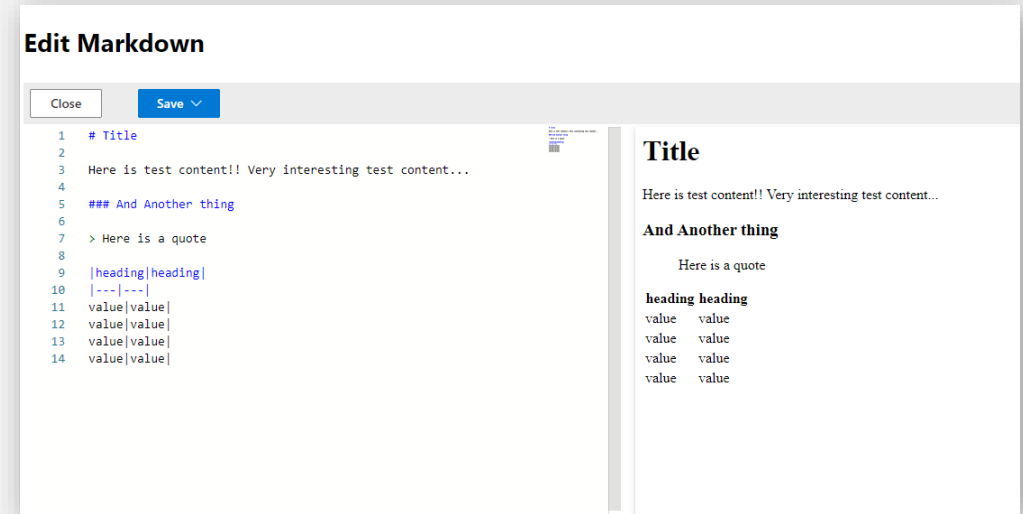 Edit Markdown
Close
Save
1 # Title
2
3 Here is test content!! Very interesting test content...
4
5 ### And Another thing
6
7 > Here is a quote
8
9 |heading|heading|
10 |---|---|
11 value|value|
12 value|value|
13 value|value|
14 value|value|
Title
Here is test content!! Very interesting test content...
And Another thing
Here is a quote
heading heading
value value
value value
value value
value value